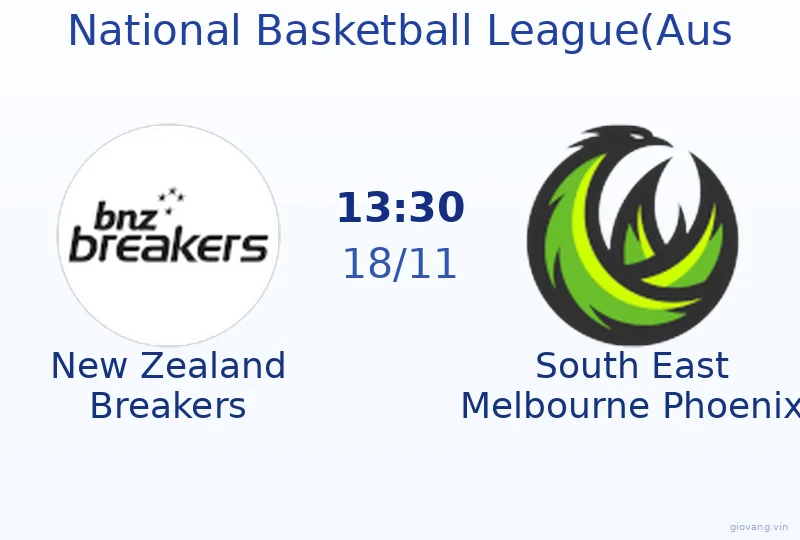 National Basketball League(Aus
bnz
breakers
13:30
18/11
New Zealand
Breakers
South East
Melbourne Phoenix
giovang.vin